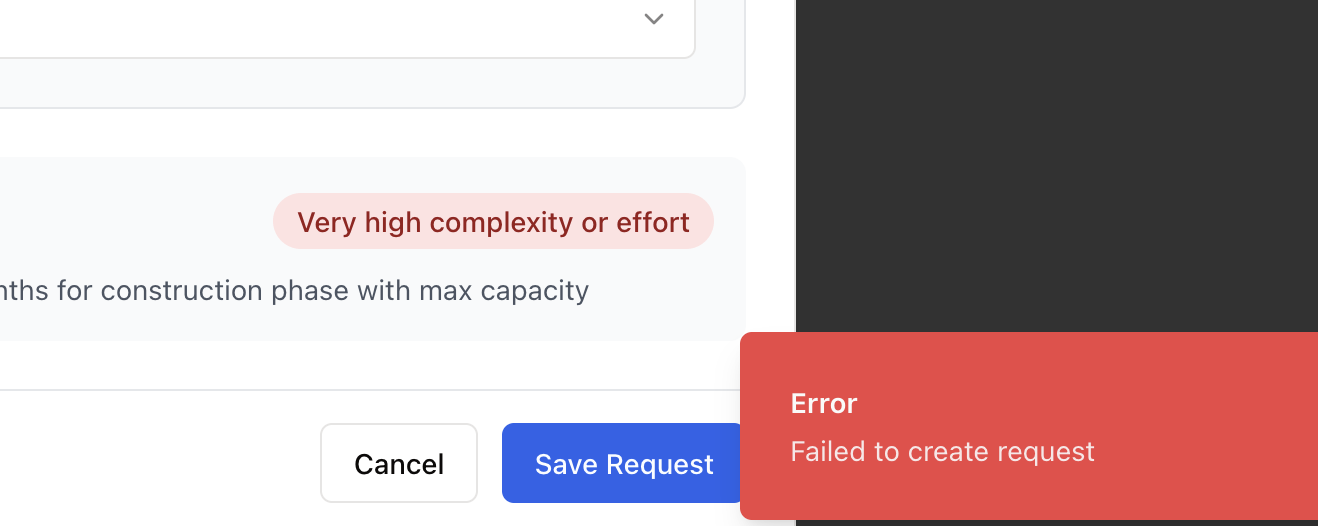 Very high complexity or effort
for construction phase with max capacity
Error
Failed to create request
Cancel
Save Request